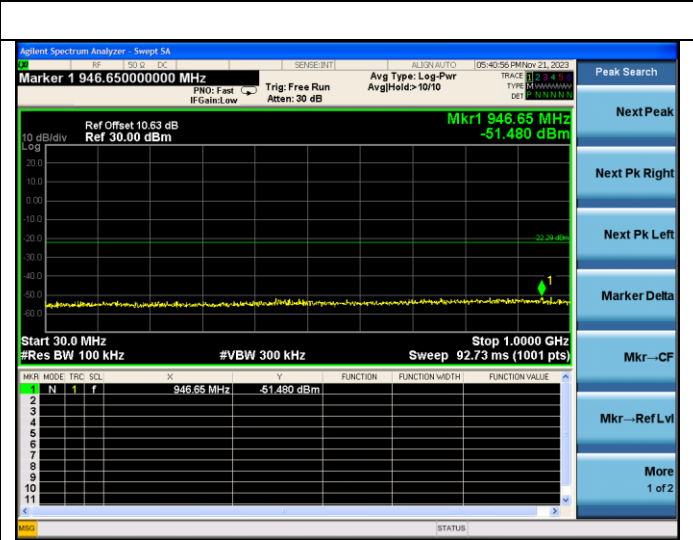 Agilent Spectrum Analyzer - Swept SA
RF 50 Ω DC SENSE:INT ALIGN AUTO 05:40:56 PM Nov 21, 2023
Marker 1 946.650000000 MHz
PNO: Fast
IFGain:Low
Trig: Free Run
Atten: 30 dB
Avg Type: Log-Pwr
Avg|Hold:>10/10
TRACE 1 2 3 4 5 6
TYPE M
DET P N N N N N
Peak Search
Mkr1 946.65 MHz
-51.480 dBm
Ref Offset 10.63 dB
10 dB/div Ref 30.00 dBm
Log
20.0
10.0
0.00
-10.0
-20.0
-22.29 dBm
-30.0
-40.0
1
-50.0
-60.0
Start 30.0 MHz Stop 1.0000 GHz
#Res BW 100 kHz #VBW 300 kHz Sweep 92.73 ms (1001 pts)
MKR MODE TRC SCL X Y FUNCTION FUNCTION WIDTH FUNCTION VALUE
1 N 1 f 946.65 MHz -51.480 dBm
2
3
4
5
6
7
8
9
10
11
MSG STATUS
Next Peak
Next Pk Right
Next Pk Left
Marker Delta
Mkr→CF
Mkr→Ref Lvl
More
1 of 2